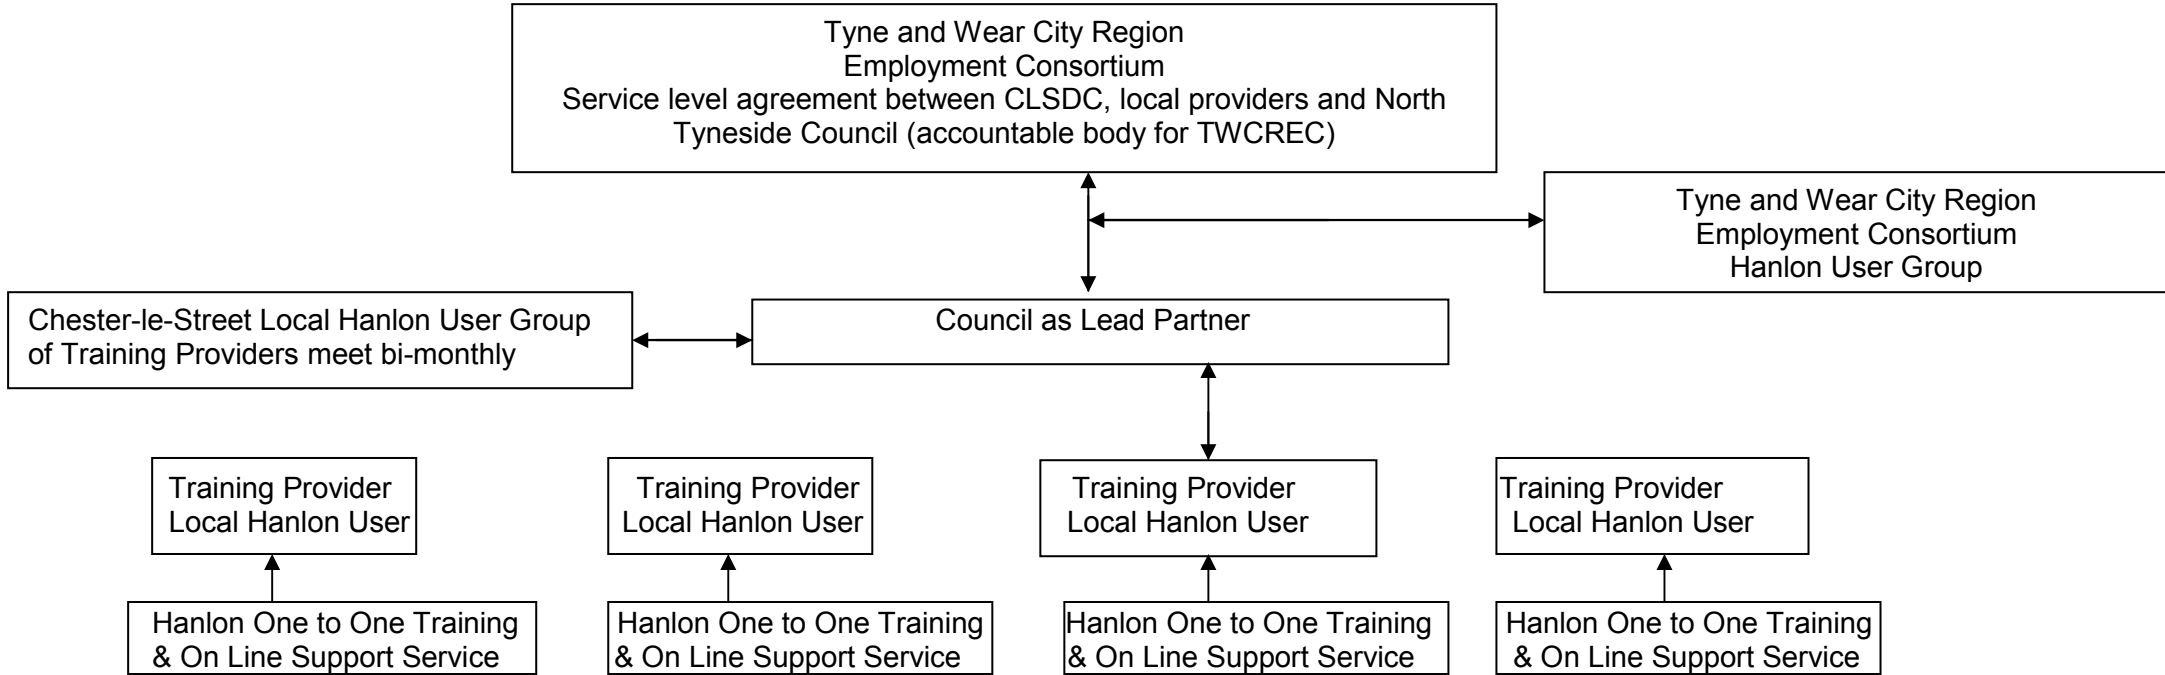 Tyne and Wear City Region
Employment Consortium
Service level agreement between CLSDC, local providers and North
Tyneside Council (accountable body for TWCREC)
Tyne and Wear City Region
Employment Consortium
Hanlon User Group
Chester-le-Street Local Hanlon User Group
of Training Providers meet bi-monthly
Council as Lead Partner
Training Provider
Local Hanlon User
Training Provider
Local Hanlon User
Training Provider
Local Hanlon User
Training Provider
Local Hanlon User
Hanlon One to One Training
& On Line Support Service
Hanlon One to One Training
& On Line Support Service
Hanlon One to One Training
& On Line Support Service
Hanlon One to One Training
& On Line Support Service